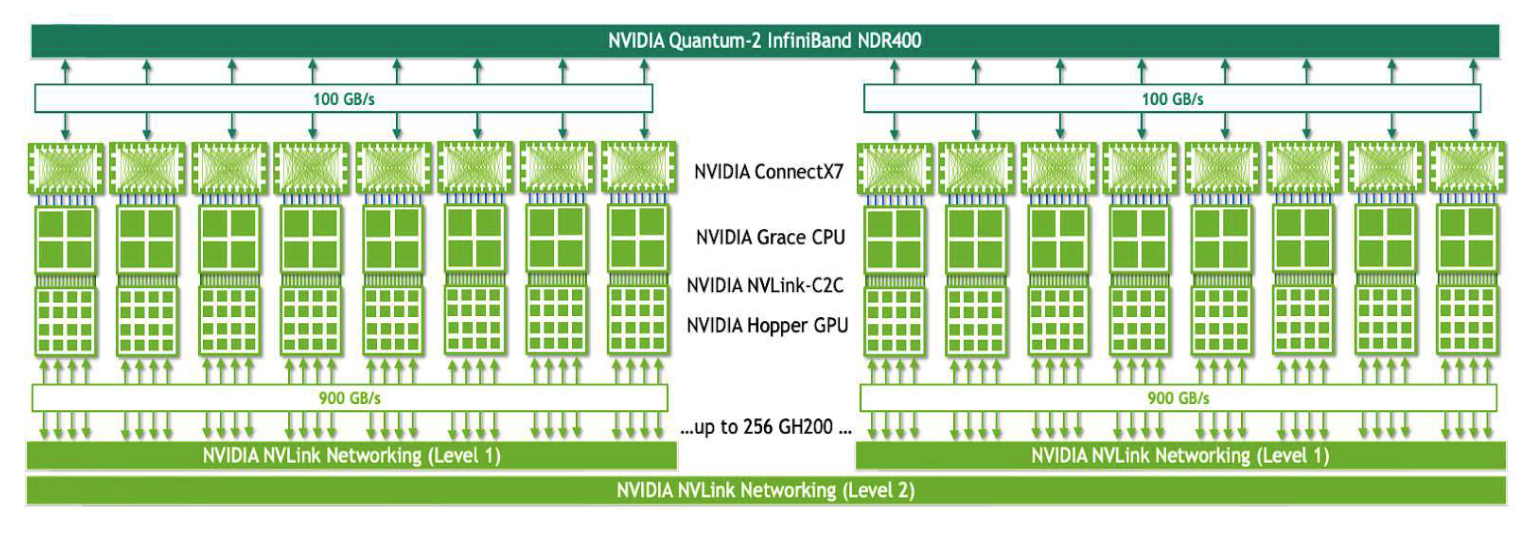 NVIDIA Quantum-2 InfiniBand NDR400
100 GB/s
100 GB/s
NVIDIA ConnectX7
NVIDIA Grace CPU
NVIDIA NVLink-C2C
NVIDIA Hopper GPU
900 GB/s
900 GB/s
...up to 256 GH200 ...
NVIDIA NVLink Networking (Level 1)
NVIDIA NVLink Networking (Level 1)
NVIDIA NVLink Networking (Level 2)